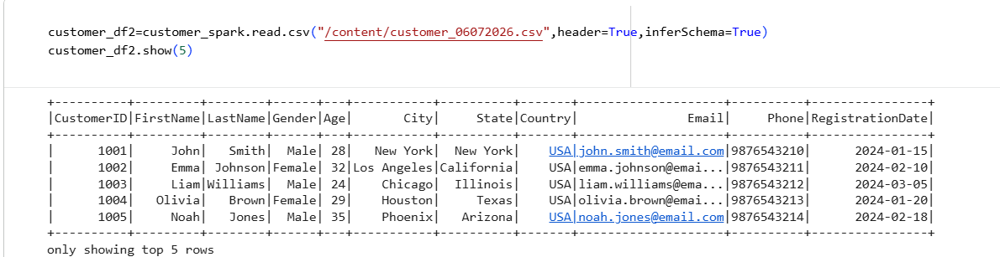 customer_df2=customer_spark.read.csv("/content/customer_06072026.csv",header=True,inferSchema=True)
customer_df2.show(5)
+----------+---------+--------+------+---+-----------+----------+-------+------------------+----------+----------------+
|CustomerID|FirstName|LastName|Gender|Age|       City|     State|Country|             Email|     Phone|RegistrationDate|
+----------+---------+--------+------+---+-----------+----------+-------+------------------+----------+----------------+
|      1001|     John|   Smith|  Male| 28|   New York|  New York|    USA|john.smith@email.com|9876543210|      2024-01-15|
|      1002|     Emma| Johnson|Female| 32|Los Angeles|California|    USA|emma.johnson@emai...|9876543211|      2024-02-10|
|      1003|     Liam|Williams|  Male| 24|    Chicago|  Illinois|    USA|liam.williams@ema...|9876543212|      2024-03-05|
|      1004|   Olivia|   Brown|Female| 29|    Houston|     Texas|    USA|olivia.brown@emai...|9876543213|      2024-01-20|
|      1005|     Noah|   Jones|  Male| 35|    Phoenix|   Arizona|    USA|noah.jones@email.com|9876543214|      2024-02-18|
+----------+---------+--------+------+---+-----------+----------+-------+------------------+----------+----------------+
only showing top 5 rows